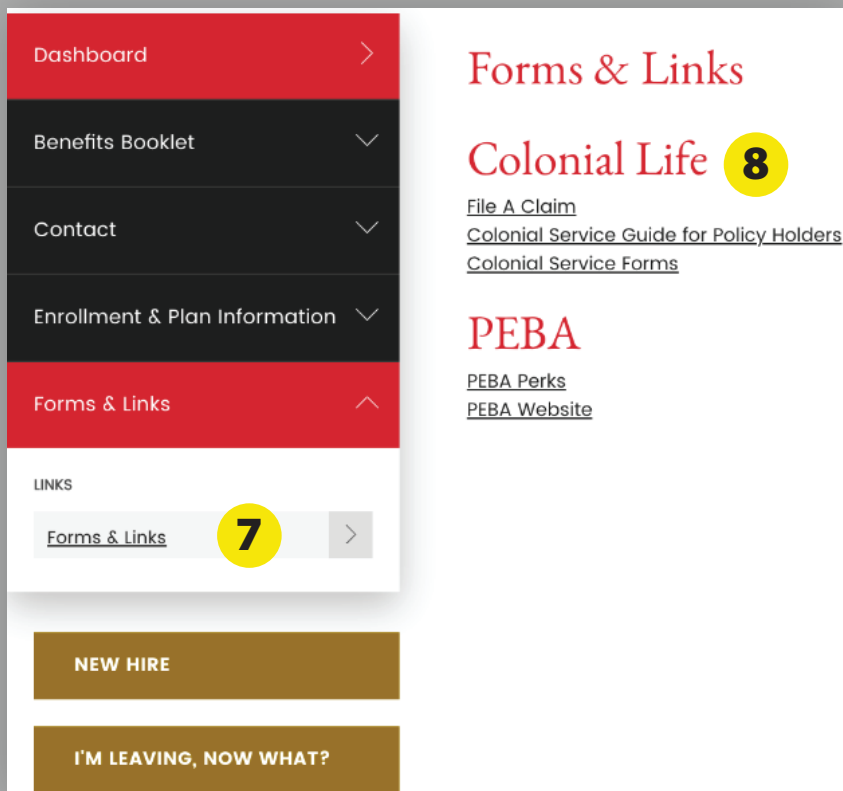 Dashboard
Benefits Booklet
Contact
Enrollment & Plan Information
Forms & Links
LINKS
Forms & Links
7
NEW HIRE
I'M LEAVING, NOW WHAT?
Forms & Links
Colonial Life
8
File A Claim
Colonial Service Guide for Policy Holders
Colonial Service Forms
PEBA
PEBA Perks
PEBA Website